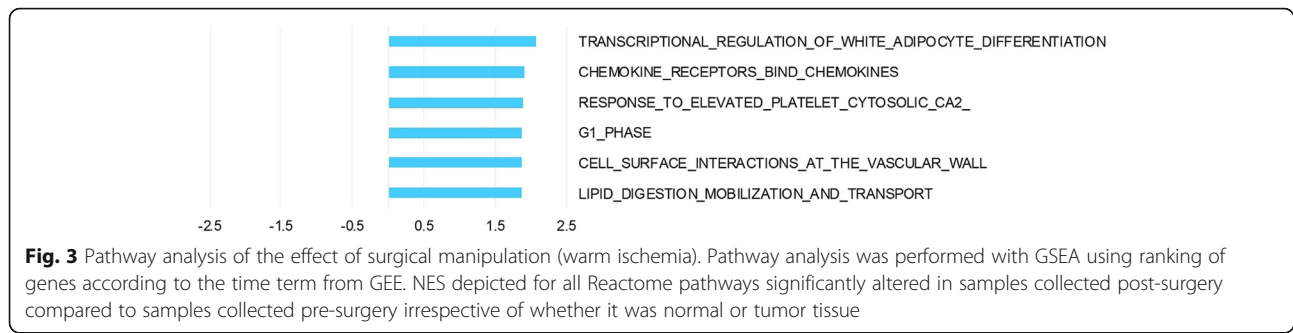 TRANSCRIPTIONAL_REGULATION_OF_WHITE_ADIPOCYTE_DIFFERENTIATION
CHEMOKINE_RECEPTORS_BIND_CHEMOKINES
RESPONSE_TO_ELEVATED_PLATELET_CYTOSOLIC_CA2_
G1_PHASE
CELL_SURFACE_INTERACTIONS_AT_THE_VASCULAR_WALL
LIPID_DIGESTION_MOBILIZATION_AND_TRANSPORT
-2.5 -1.5 -0.5 0.5 1.5 2.5
Fig. 3 Pathway analysis of the effect of surgical manipulation (warm ischemia). Pathway analysis was performed with GSEA using ranking of
genes according to the time term from GEE. NES depicted for all Reactome pathways significantly altered in samples collected post-surgery
compared to samples collected pre-surgery irrespective of whether it was normal or tumor tissue